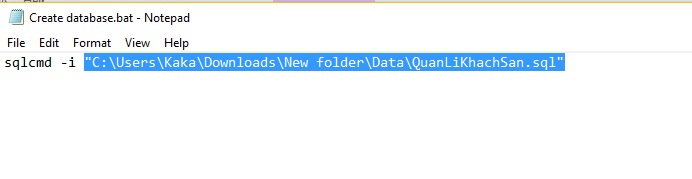 Create database.bat - Notepad
File Edit Format View Help
sqlcmd -i "C:\Users\Kaka\Downloads\New folder\Data\QuanLiKhachSan.sql"